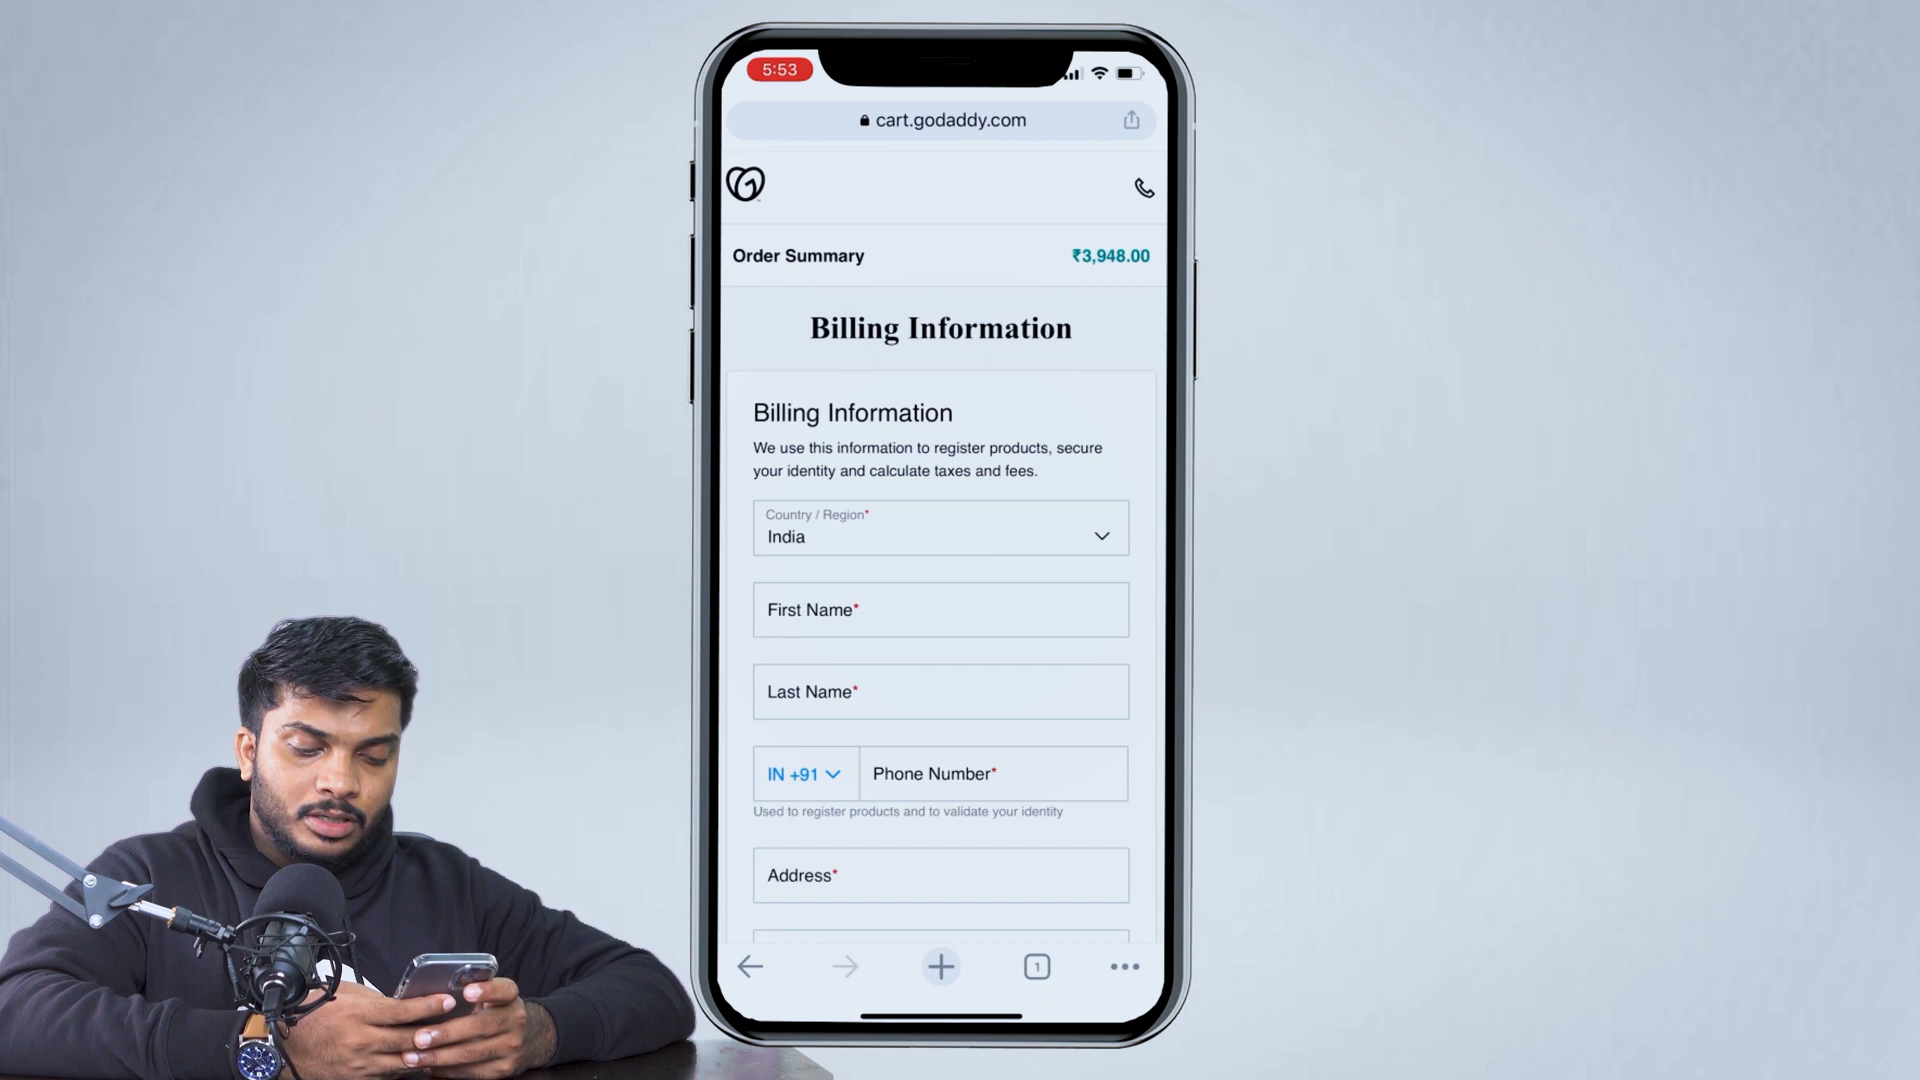 5:53
cart.godaddy.com
Order Summary
₹3,948.00
Billing Information
Billing Information
We use this information to register products, secure
your identity and calculate taxes and fees.
Country / Region*
India
First Name*
Last Name*
IN +91
Phone Number*
Used to register products and to validate your identity
Address*
1